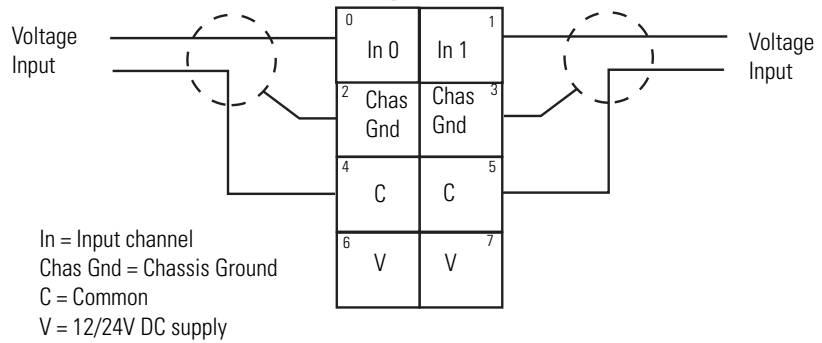 Voltage
Input
0
In 0
1
In 1
Voltage
Input
2
Chas
Gnd
3
Chas
Gnd
4
C
5
C
6
V
7
V
In = Input channel
Chas Gnd = Chassis Ground
C = Common
V = 12/24V DC supply